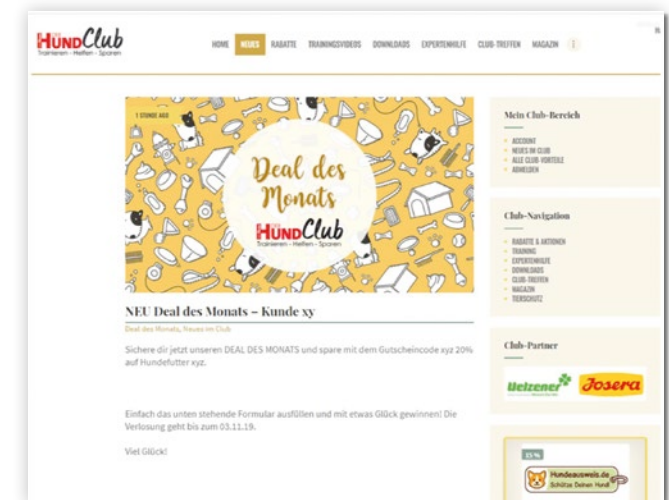 HUNDClub
Trainieren - Helfen - Sparen
HOME NEUES RABATTE TRAININGSVIDEOS DOWNLOADS EXPERTENHILFE CLUB-TREFFEN MAGAZIN
1 STUNDE AGO
Deal des
Monats
HUNDClub
Trainieren - Helfen - Sparen
NEU Deal des Monats – Kunde xy
Deal des Monats, Neues im Club
Sichere dir jetzt unseren DEAL DES MONATS und spare mit dem Gutscheincode xyz 20%
auf Hundefutter xyz.
Einfach das unten stehende Formular ausfüllen und mit etwas Glück gewinnen! Die
Verlosung geht bis zum 03.11.19.
Viel Glück!
Mein Club-Bereich
ACCOUNT
NEUES IM CLUB
ALLE CLUB-VORTEILE
ABMELDEN
Club-Navigation
RABATTE & AKTIONEN
TRAINING
EXPERTENHILFE
DOWNLOADS
CLUB-TREFFEN
MAGAZIN
TIERSCHUTZ
Club-Partner
Uelzener
Josera
25 %
Hundeausweis.de
Schütze Deinen Hund!